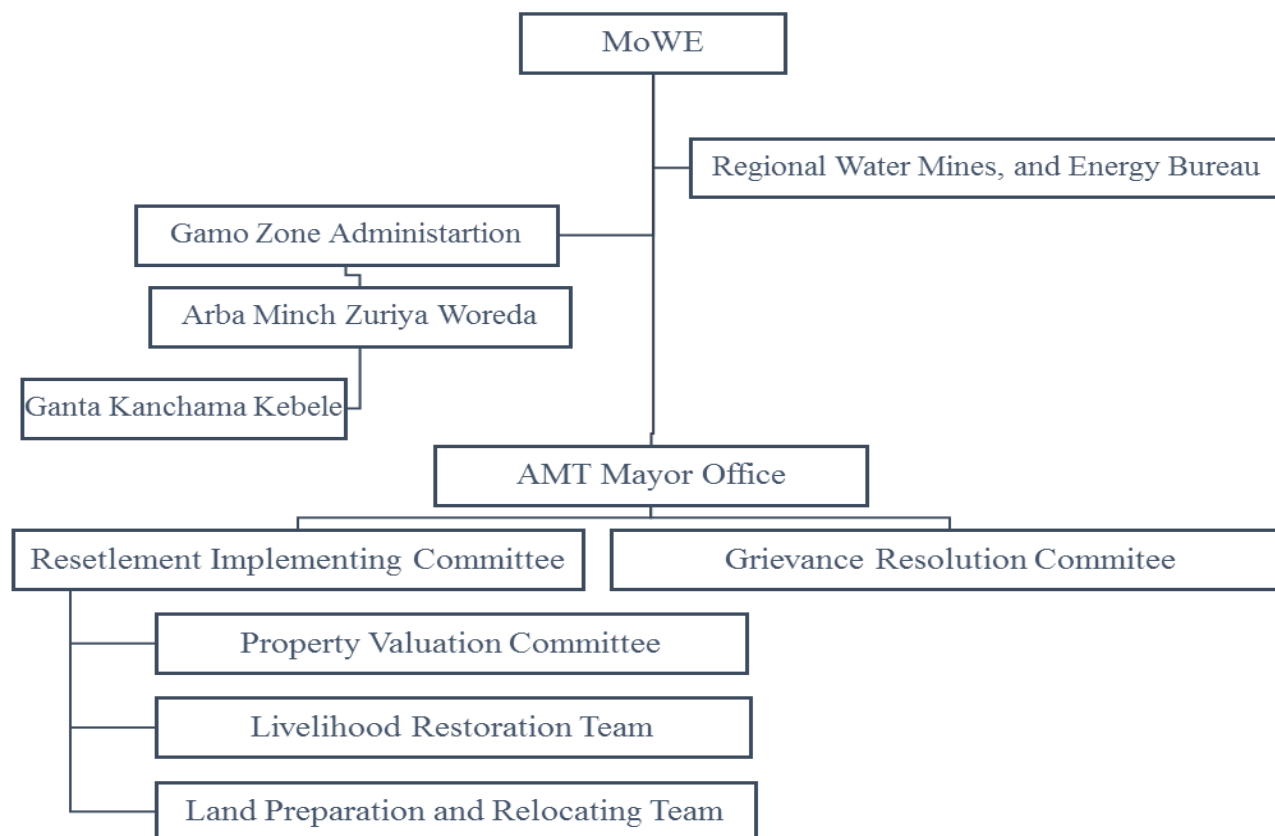 MoWE
Regional Water Mines, and Energy Bureau
Gamo Zone Administartion
Arba Minch Zuriya Woreda
Ganta Kanchama Kebele
AMT Mayor Office
Resetlement Implementing Committee
Grievance Resolution Commitee
Property Valuation Committee
Livelihood Restoration Team
Land Preparation and Relocating Team